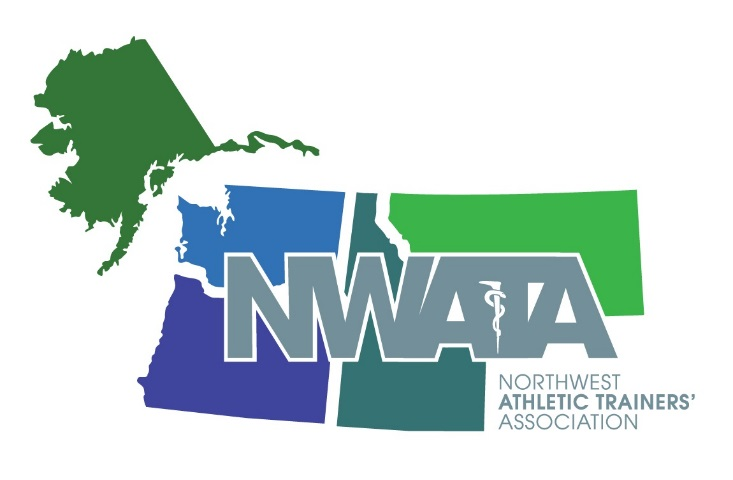 NWATA
NORTHWEST
ATHLETIC TRAINERS'
ASSOCIATION